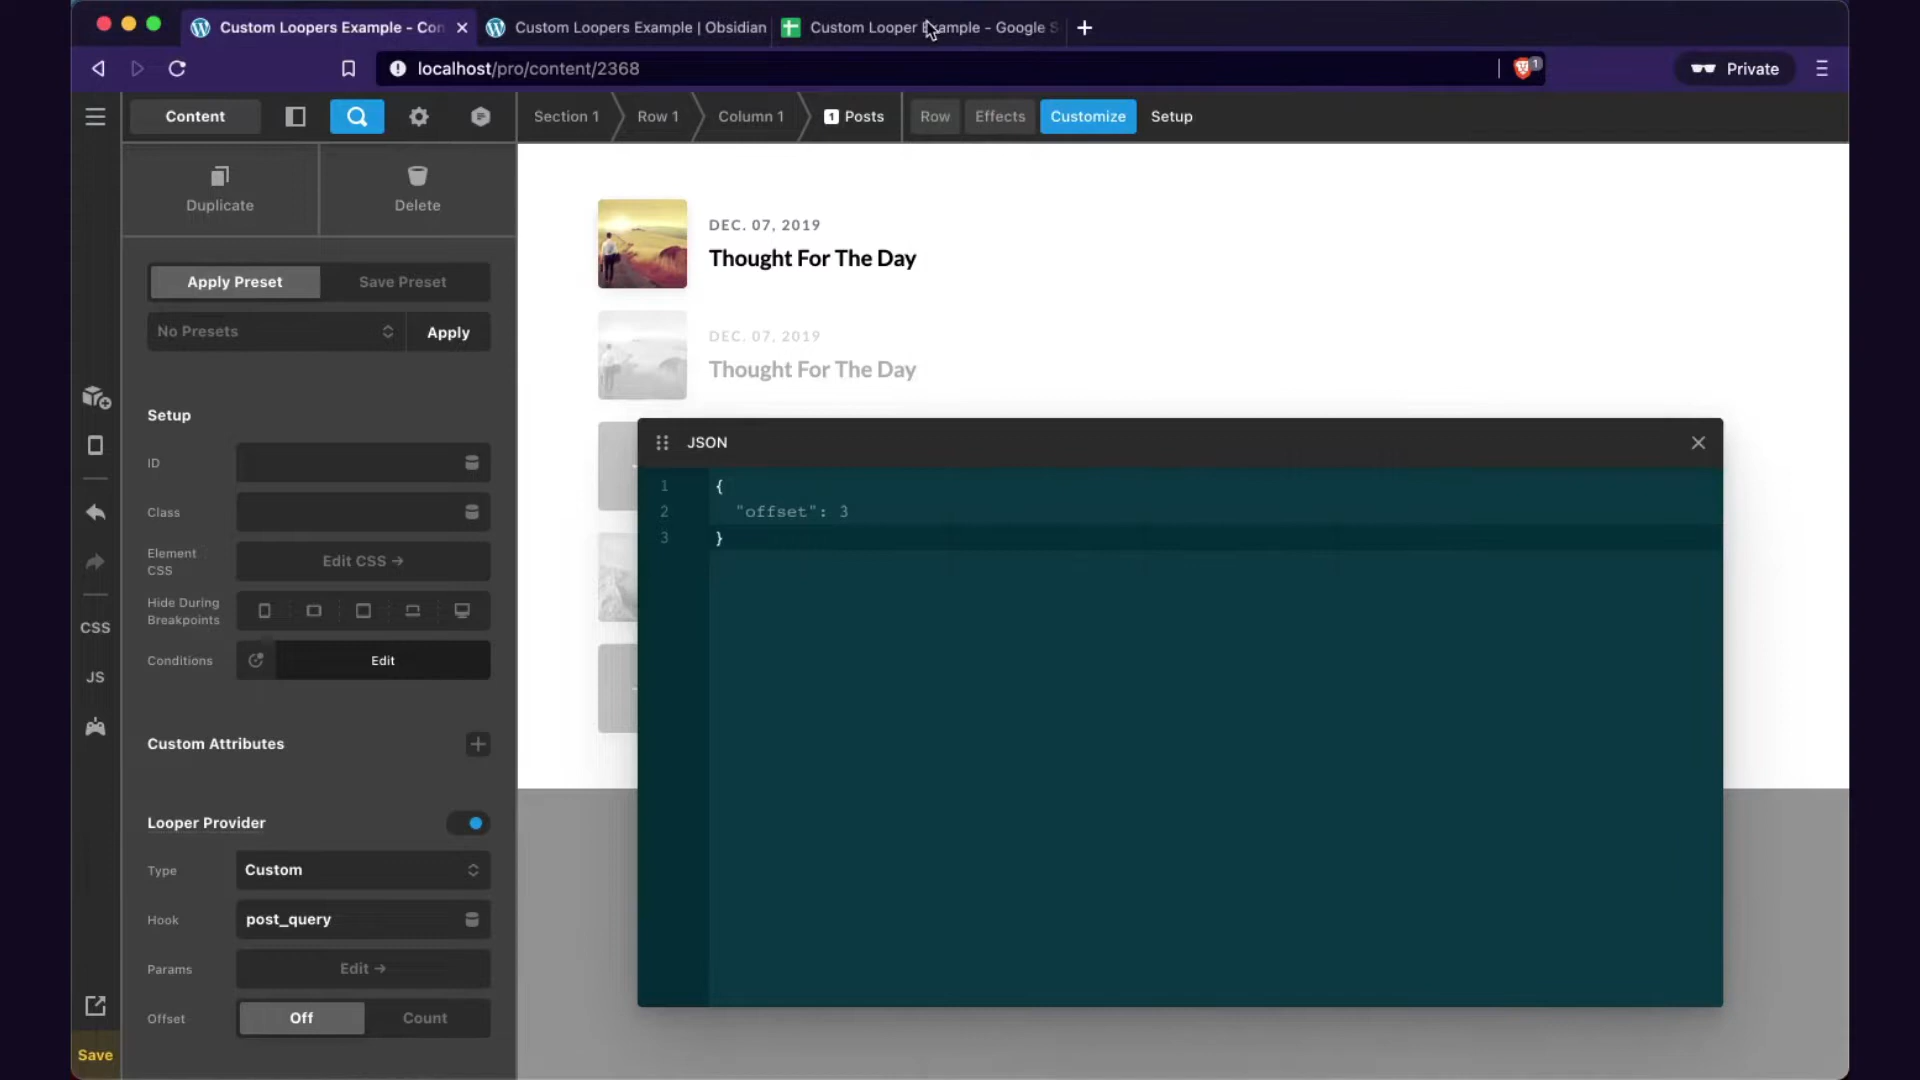 Custom Loopers Example - Con
Custom Loopers Example | Obsidian
Custom Looper Example - Google S
localhost/pro/content/2368
1
Private
Content
Section 1
Row 1
Column 1
1 Posts
Row
Effects
Customize
Setup
Duplicate
Delete
DEC. 07, 2019
Thought For The Day
Apply Preset
Save Preset
No Presets
Apply
DEC. 07, 2019
Thought For The Day
Setup
JSON
ID
1 {
2 "offset": 3
3 }
Class
Element
CSS
Edit CSS →
Hide During
Breakpoints
CSS
Conditions
Edit
JS
Custom Attributes
Looper Provider
Type
Custom
Hook
post_query
Params
Edit →
Offset
Off
Count
Save